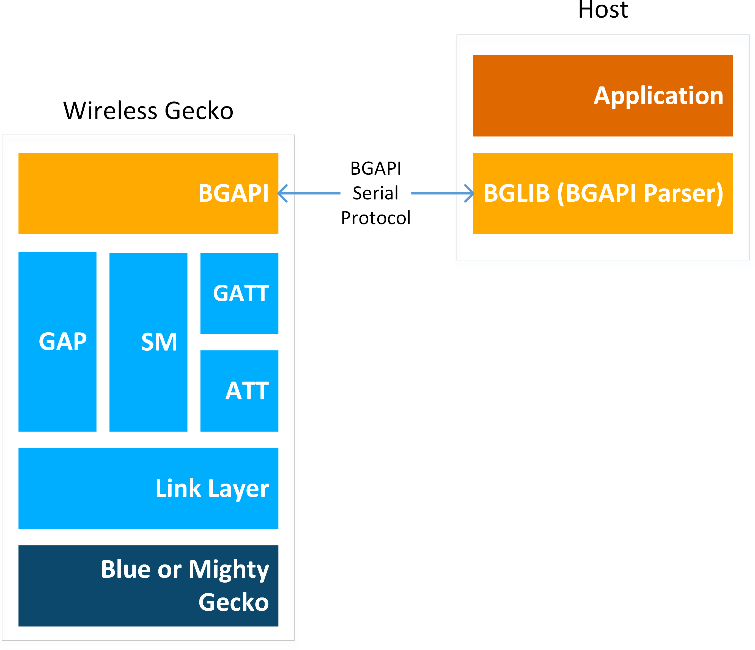 Host
Application
BGLIB (BGAPI Parser)
Wireless Gecko
BGAPI
BGAPI
Serial
Protocol
GAP
SM
GATT
ATT
Link Layer
Blue or Mighty
Gecko